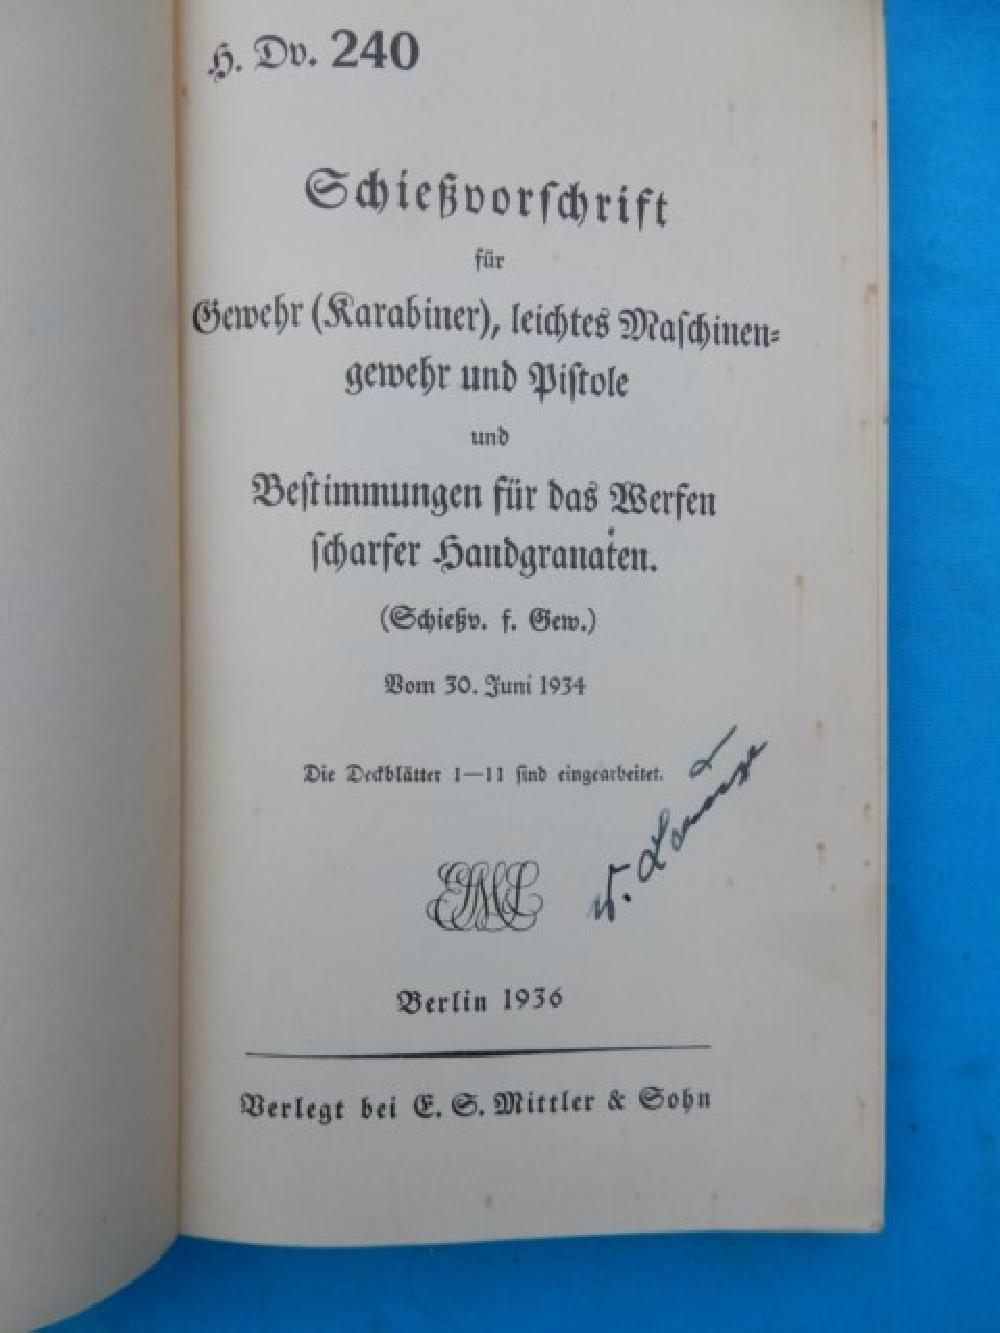 H. Dv. 240
Schießvorschrift
für
Gewehr (Karabiner), leichtes Maschinen-
gewehr und Pistole
und
Bestimmungen für das Werfen
scharfer Handgranaten.
(Schießv. f. Gew.)
Vom 30. Juni 1934
Die Deckblätter 1—11 sind eingearbeitet.
W.
Berlin 1936
Verlegt bei E. S. Mittler & Sohn